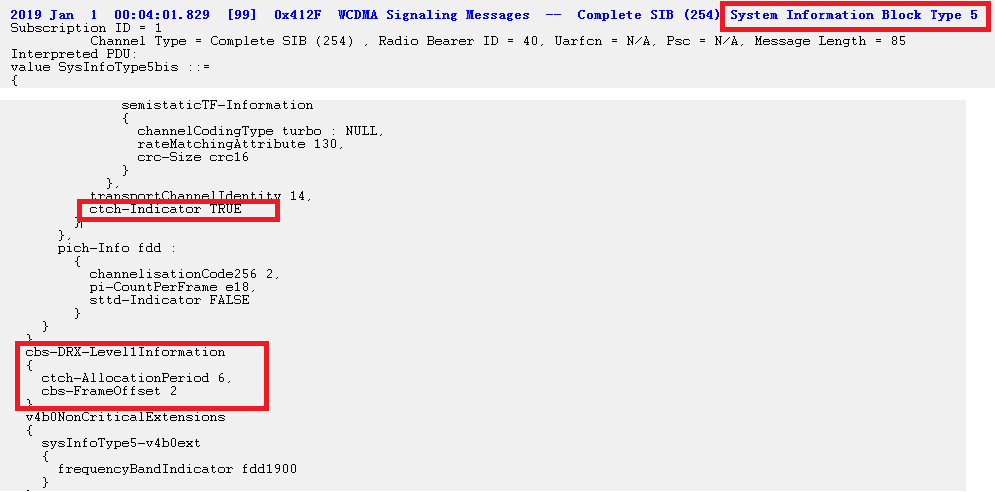 2019 Jan  1  00:04:01.829  [99]  0x412F  WCDMA Signaling Messages  --  Complete SIB (254) System Information Block Type 5
Subscription ID = 1
          Channel Type = Complete SIB (254) , Radio Bearer ID = 40, Uarfcn = N/A, Psc = N/A, Message Length = 85
Interpreted PDU:
value SysInfoType5bis ::=
{
              semistaticTF-Information
              {
                channelCodingType turbo : NULL,
                rateMatchingAttribute 130,
                crc-Size crc16
              }
            },
          transportChannelIdentity 14,
          ctch-Indicator TRUE
        }
      },
      pich-Info fdd :
        {
          channelisationCode256 2,
          pi-CountPerFrame e18,
          sttd-Indicator FALSE
        }
    }
  }
  cbs-DRX-Level1Information
  {
    ctch-AllocationPeriod 6,
    cbs-FrameOffset 2
  }
  v4b0NonCriticalExtensions
  {
    sysInfoType5-v4b0ext
    {
      frequencyBandIndicator fdd1900
    }